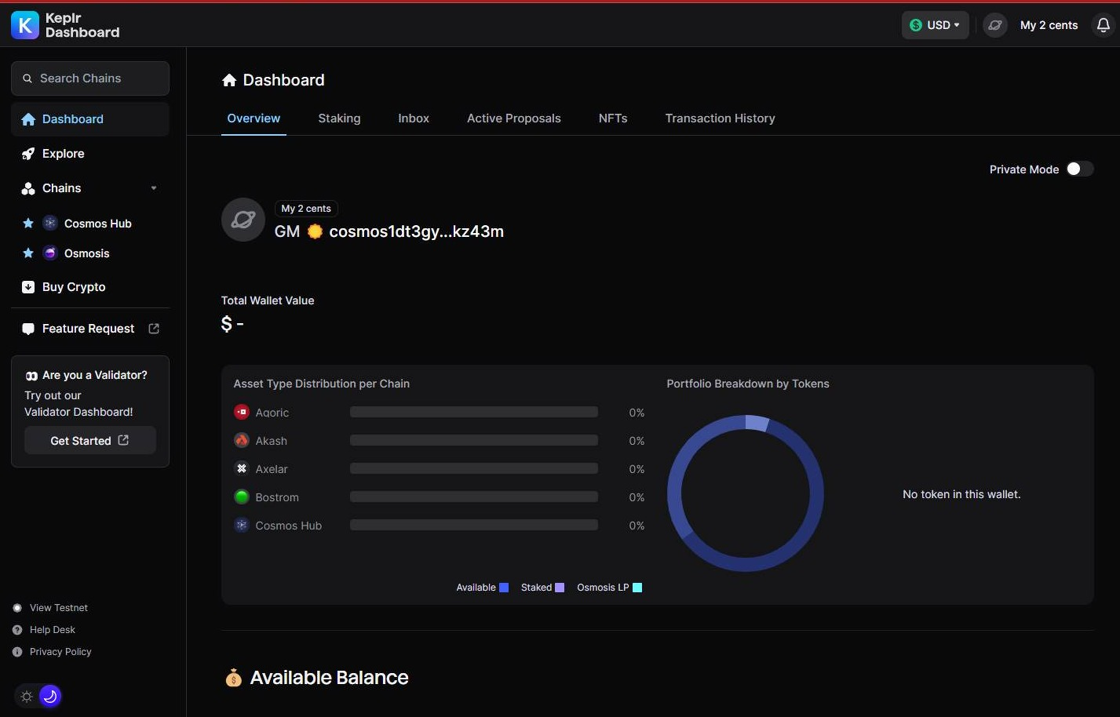 Keplr
Dashboard
USD
My 2 cents
Search Chains
Dashboard
Explore
Chains
Cosmos Hub
Osmosis
Buy Crypto
Feature Request
Are you a Validator?
Try out our
Validator Dashboard!
Get Started
View Testnet
Help Desk
Privacy Policy
Dashboard
Overview Staking Inbox Active Proposals NFTs Transaction History
Private Mode
My 2 cents
GM cosmos1dt3gy...kz43m
Total Wallet Value
$ -
Asset Type Distribution per Chain
Agoric 0%
Akash 0%
Axelar 0%
Bostrom 0%
Cosmos Hub 0%
Available Staked Osmosis LP
Portfolio Breakdown by Tokens
No token in this wallet.
Available Balance